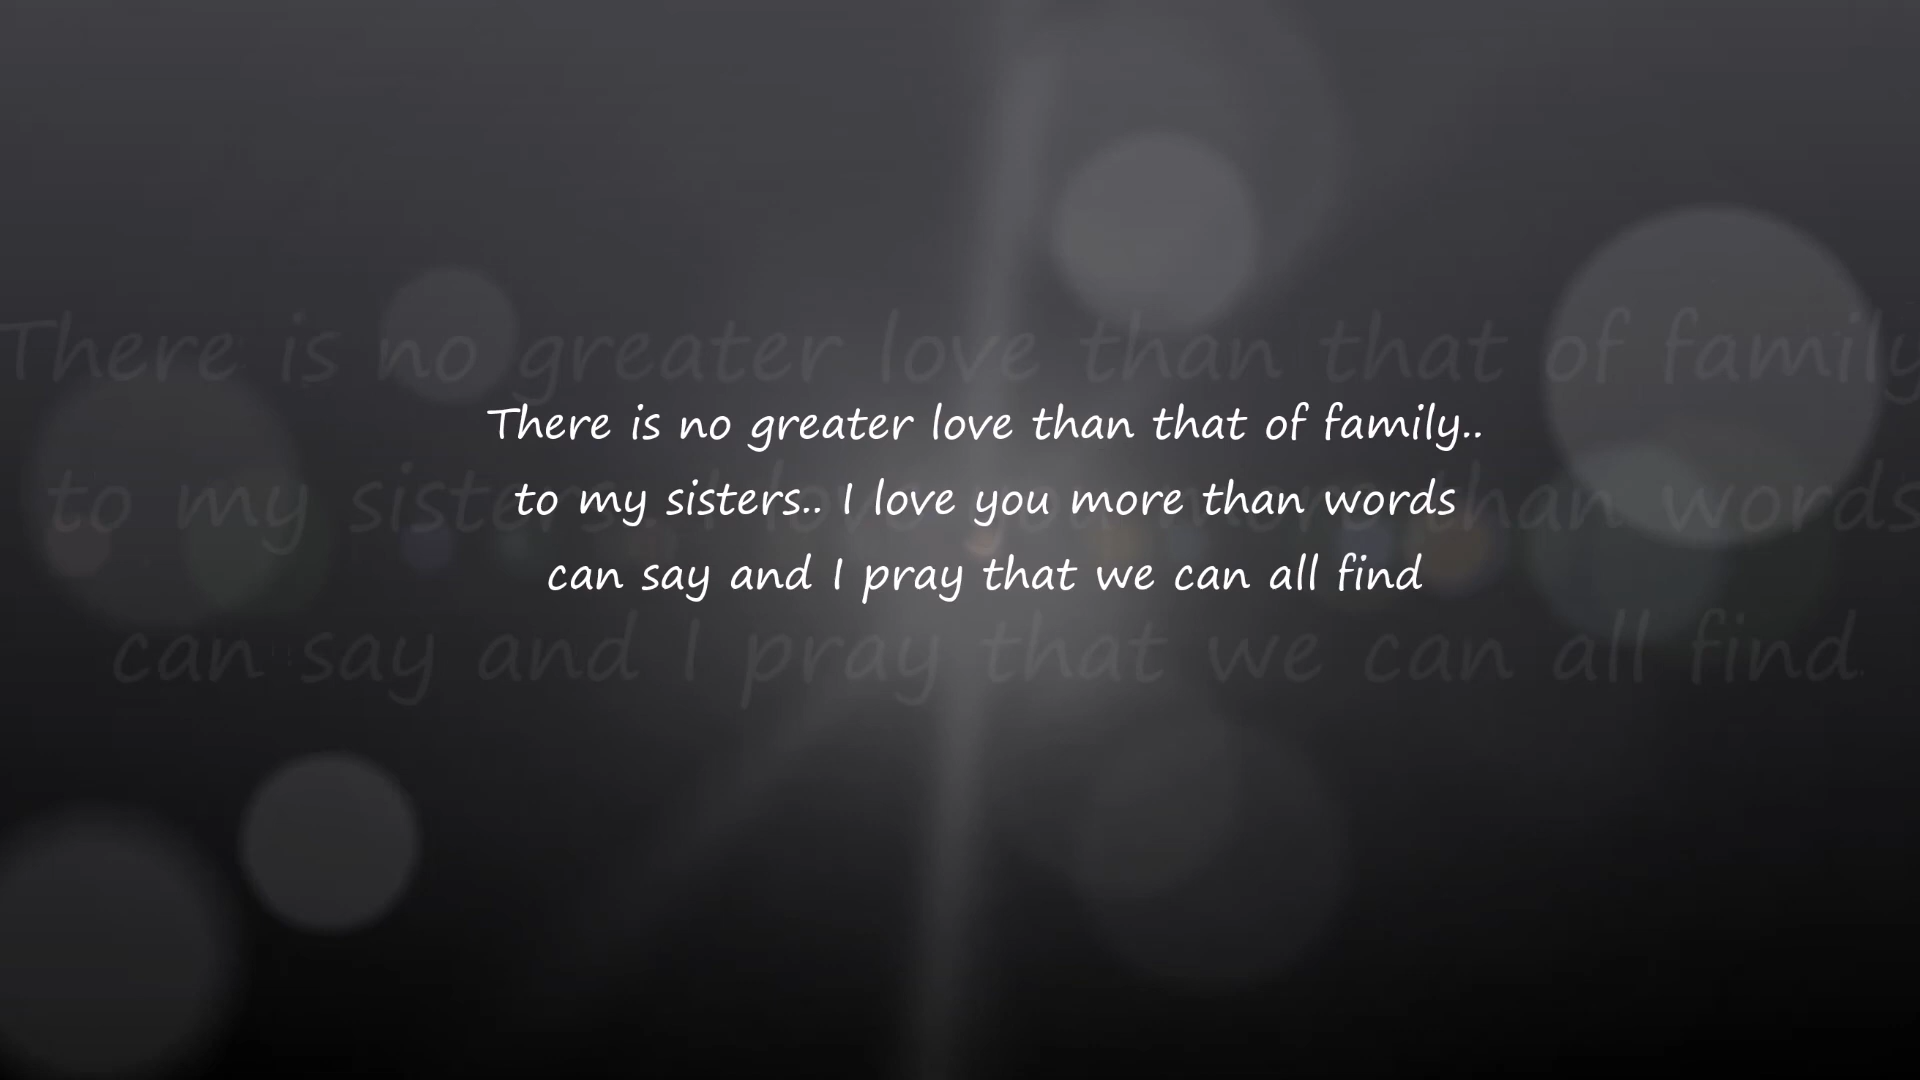 There is no greater love than that of family..
to my sisters.. I love you more than words
can say and I pray that we can all find